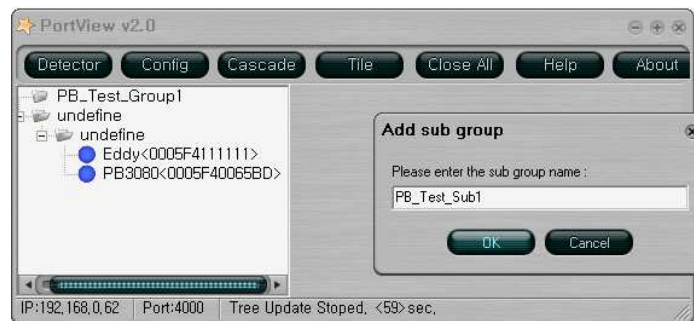 PortView v2.0
Detector Config Cascade Tile Close All Help About
PB_Test_Group1
undefine
undefine
Eddy<0005F4111111>
PB3080<0005F40065BD>
Add sub group
Please enter the sub group name :
PB_Test_Sub1
OK Cancel
IP:192,168,0,62 Port:4000 Tree Update Stoped, <59> sec,